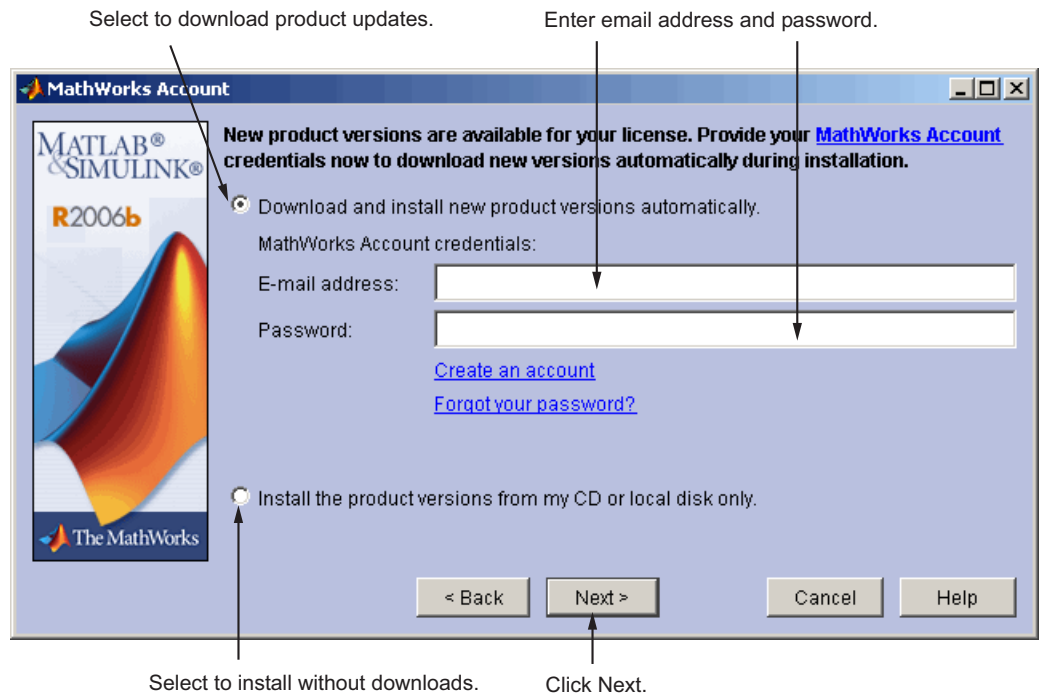 Select to download product updates.
Enter email address and password.
MathWorks Account
MATLAB®
&SIMULINK®
R2006b
The MathWorks
New product versions are available for your license. Provide your MathWorks Account
credentials now to download new versions automatically during installation.
Download and install new product versions automatically.
MathWorks Account credentials:
E-mail address:
Password:
Create an account
Forgot your password?
Install the product versions from my CD or local disk only.
< Back
Next >
Cancel
Help
Select to install without downloads.
Click Next.